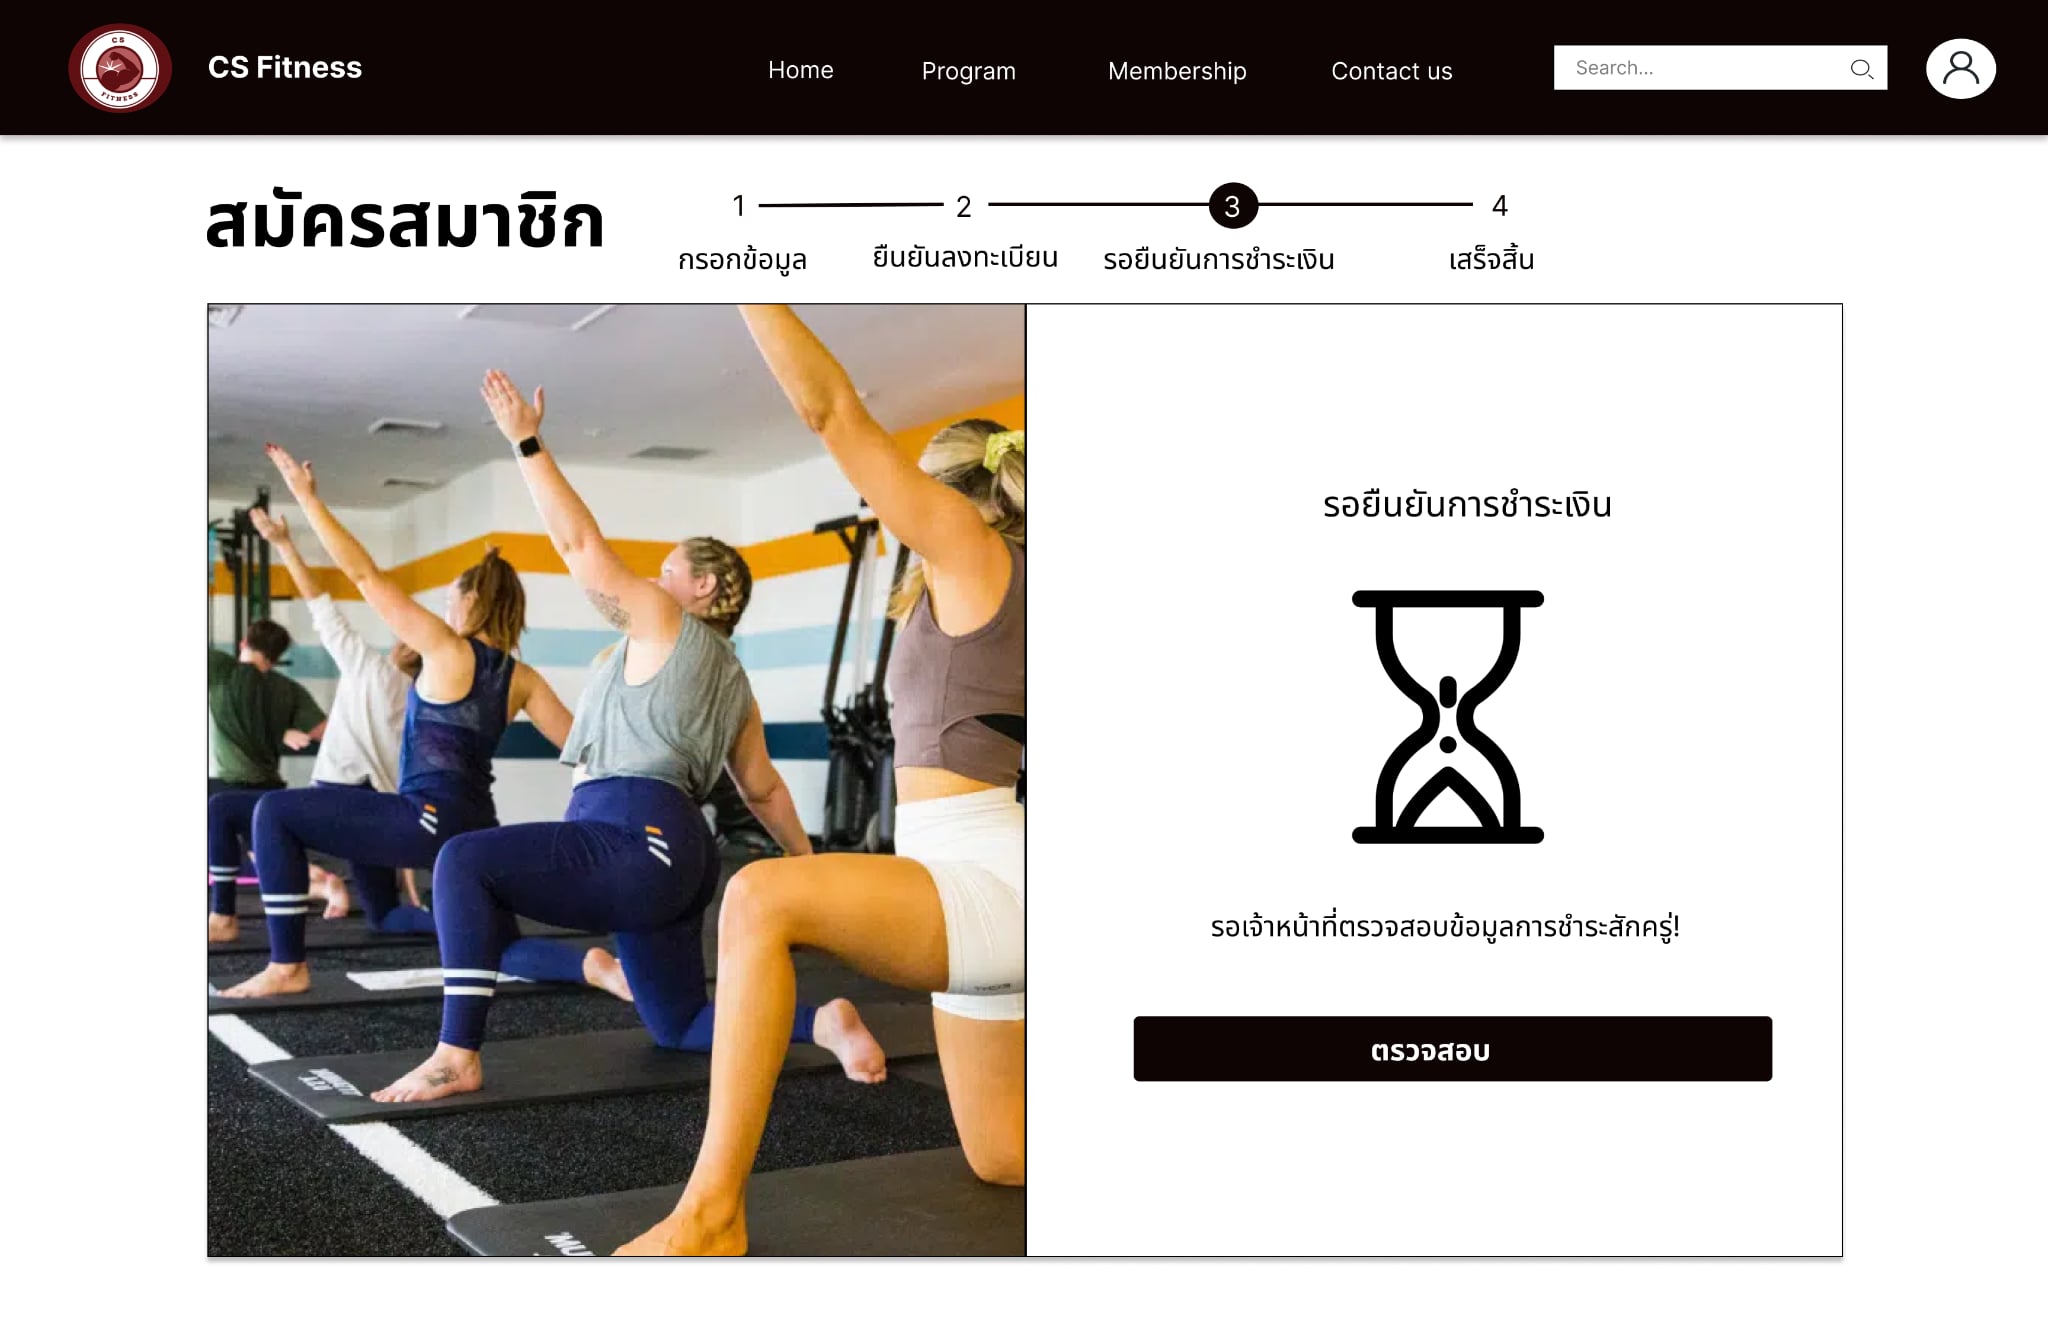 CS
FITNESS
CS Fitness
Home
Program
Membership
Contact us
Search...
สมัครสมาชิก
1
2
3
4
กรอกข้อมูล
ยืนยันลงทะเบียน
รอยืนยันการชำระเงิน
เสร็จสิ้น
รอยืนยันการชำระเงิน
รอเจ้าหน้าที่ตรวจสอบข้อมูลการชำระสักครู่!
ตรวจสอบ